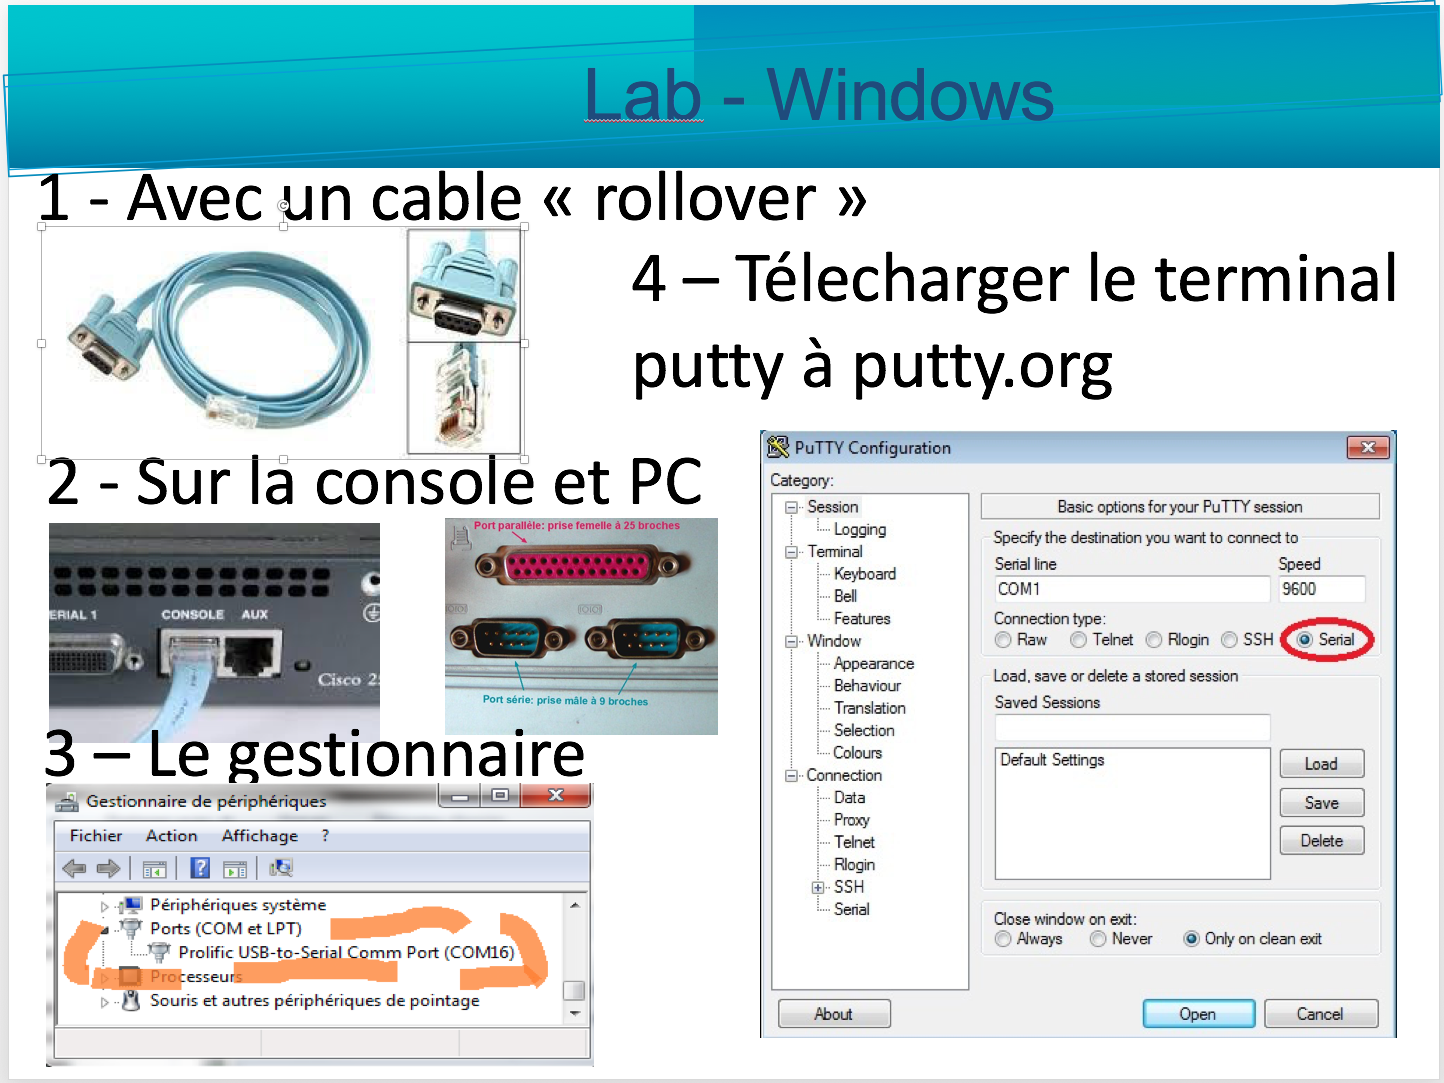 Lab - Windows
1 - Avec un cable « rollover »
4 – Télecharger le terminal
putty à putty.org
2 - Sur la console et PC
ERIAL 1
CONSOLE
AUX
Cisco 25
Port parallèle: prise femelle à 25 broches
Port série: prise mâle à 9 broches
3 – Le gestionnaire
Gestionnaire de périphériques
Fichier Action Affichage ?
Périphériques système
Ports (COM et LPT)
Prolific USB-to-Serial Comm Port (COM16)
Processeurs
Souris et autres périphériques de pointage
PuTTY Configuration
Category:
Session
Logging
Terminal
Keyboard
Bell
Features
Window
Appearance
Behaviour
Translation
Selection
Colours
Connection
Data
Proxy
Telnet
Rlogin
SSH
Serial
Basic options for your PuTTY session
Specify the destination you want to connect to
Serial line Speed
COM1 9600
Connection type:
Raw Telnet Rlogin SSH Serial
Load, save or delete a stored session
Saved Sessions
Default Settings
Load
Save
Delete
Close window on exit:
Always Never Only on clean exit
About Open Cancel